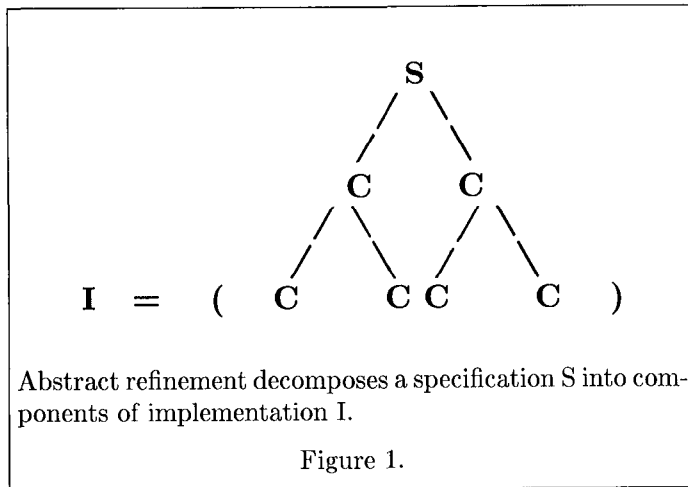 S
C C
I = ( C C C C )
Abstract refinement decomposes a specification S into com-
ponents of implementation I.
Figure 1.